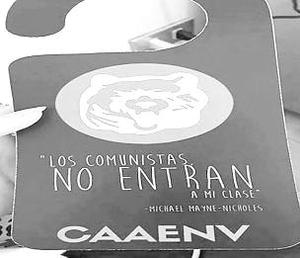 "LOS COMUNISTAS
NO ENTRAN
A MI CLASE"
-MICHAEL MAYNE-NICHOLES
CAAENV